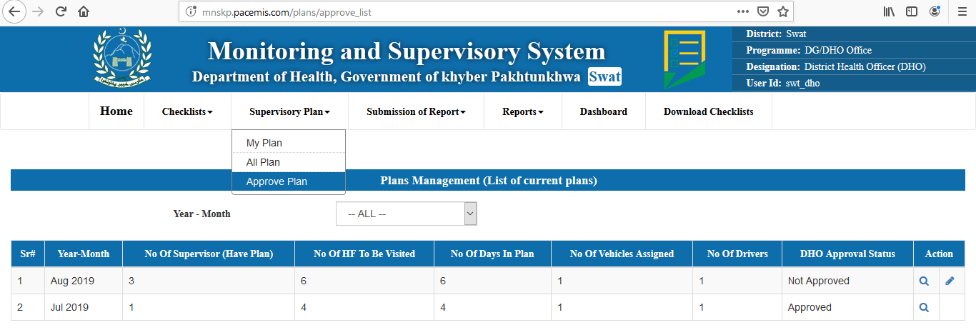 mnskp.pacemis.com/plans/approve_list
Monitoring and Supervisory System
Department of Health, Government of khyber Pakhtunkhwa Swat
District: Swat
Programme: DG/DHO Office
Designation: District Health Officer (DHO)
User Id: swt_dho
Home Checklists Supervisory Plan Submission of Report Reports Dashboard Download Checklists
My Plan
All Plan
Approve Plan
Plans Management (List of current plans)
Year - Month -- ALL --
Sr# Year-Month No Of Supervisor (Have Plan) No Of HF To Be Visited No Of Days In Plan No Of Vehicles Assigned No Of Drivers DHO Approval Status Action
1 Aug 2019 3 6 6 1 1 Not Approved
2 Jul 2019 1 4 4 1 1 Approved